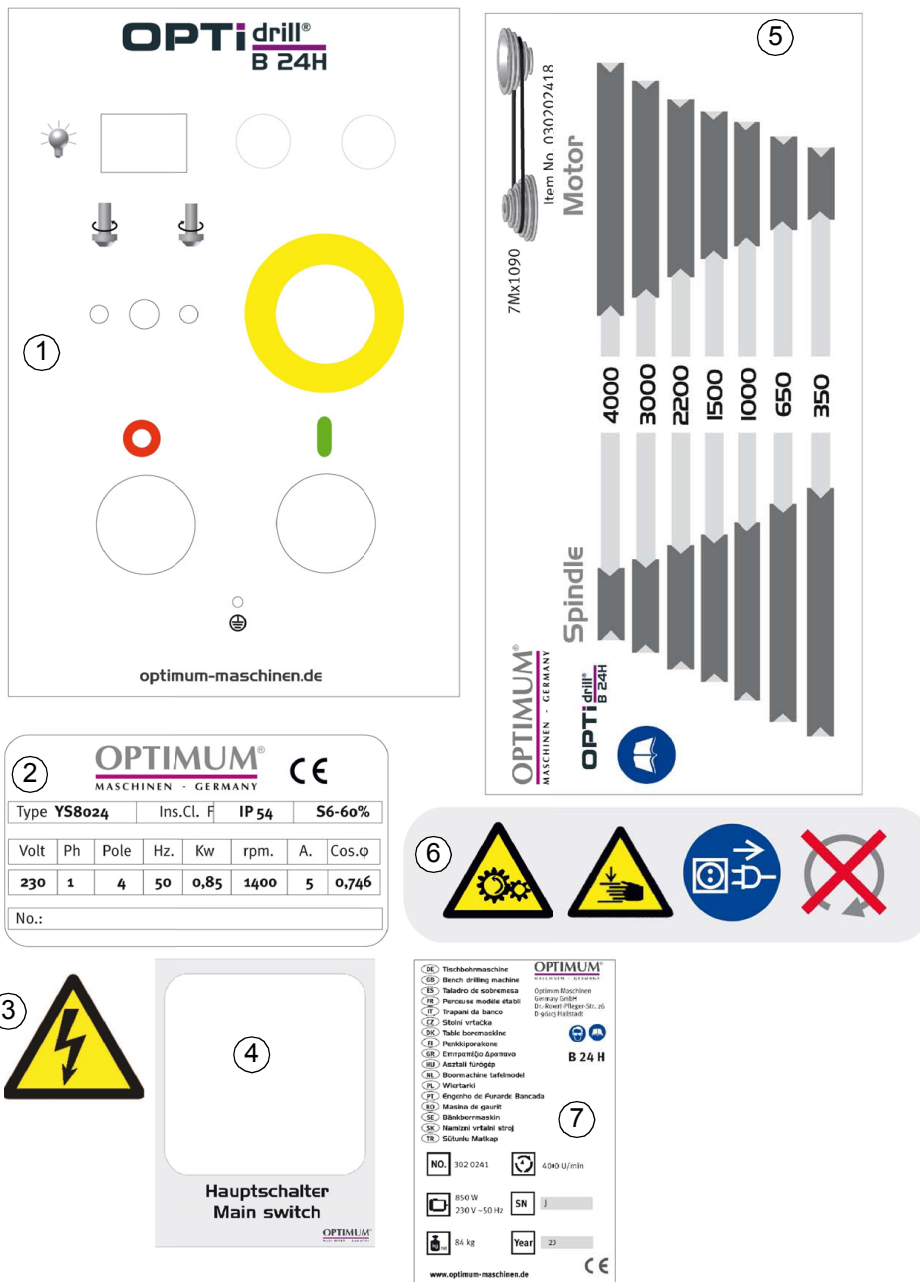 OPTi drill®
B 24H
1
optimum-maschinen.de
2
OPTIMUM®
MASCHINEN - GERMANY
CE
Type YS8024 Ins.Cl. F IP 54 S6-60%
Volt Ph Pole Hz. Kw rpm. A. Cos.φ
230 1 4 50 0,85 1400 5 0,746
No.:
3
4
Hauptschalter
Main switch
OPTIMUM®
MASCHINEN - GERMANY
5
7Mx1090
Item No. 030202418
Motor
4000
3000
2200
1500
1000
650
350
Spindle
OPTIMUM®
MASCHINEN - GERMANY
OPTi drill®
B 24H
6
DE Tischbohrmaschine
GB Bench drilling machine
ES Taladro de sobremesa
FR Perceuse modèle établi
IT Trapani da banco
CZ Stolní vrtačka
DK Table boremaskine
FI Penkkiporakone
GR Επιτραπέζιο Δραπανο
HU Asztali fúrógép
NL Boormachine tafelmodel
PL Wiertarki
PT Engenho de Furarde Bancada
RO Masina de gaurit
SE Bänkborrmaskin
SK Namizni vrtalni stroj
TR Sütunlu Matkap
OPTIMUM®
MASCHINEN - GERMANY
Optimum Maschinen
Germany GmbH
Dr.-Robert-Pfleger-Str. 26
D-96103 Hallstadt
B 24 H
7
NO. 302 0241
4000 U/min
850 W
230 V ~50 Hz
SN J
84 kg
Year 20
www.optimum-maschinen.de
CE